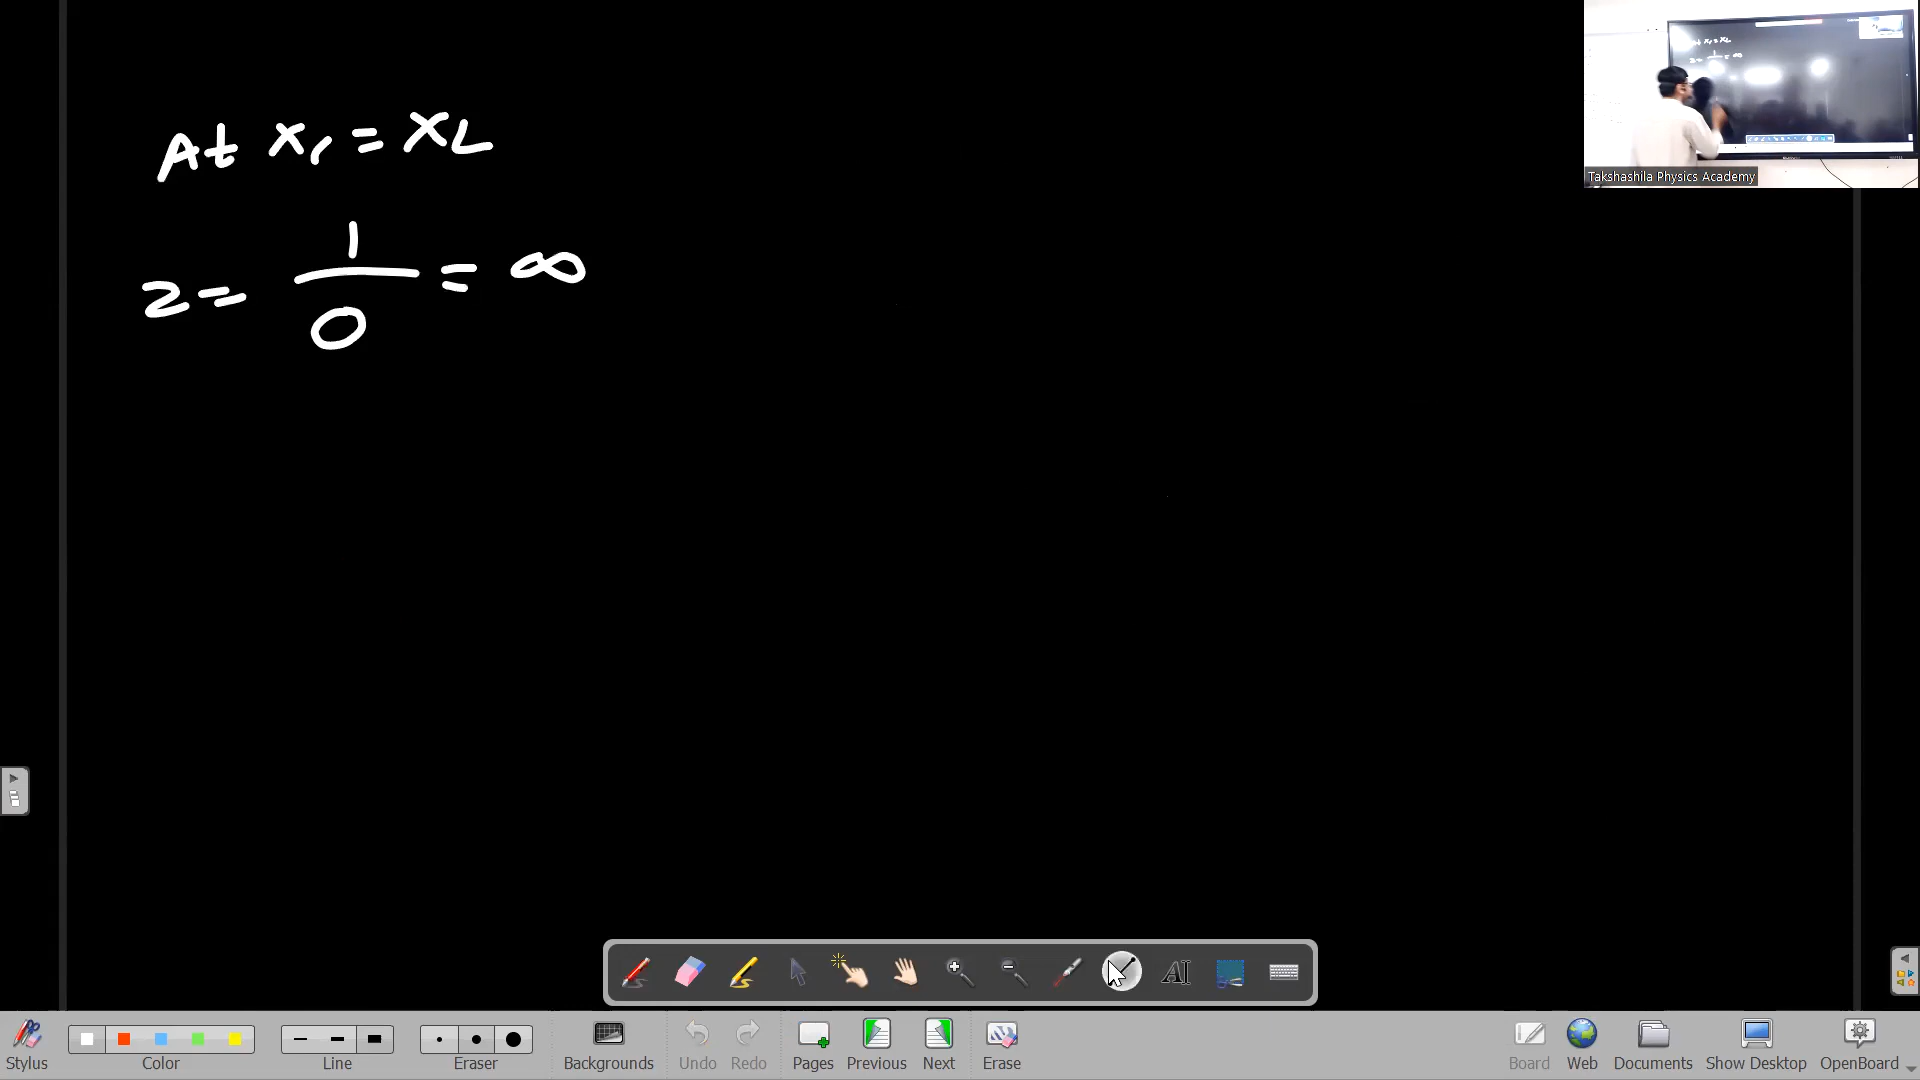 At x, = XL
Z = 1/0 = ∞
Takshashila Physics Academy
Stylus
Color
Line
Eraser
Backgrounds
Undo
Redo
Pages
Previous
Next
Erase
Board
Web
Documents
Show Desktop
OpenBoard